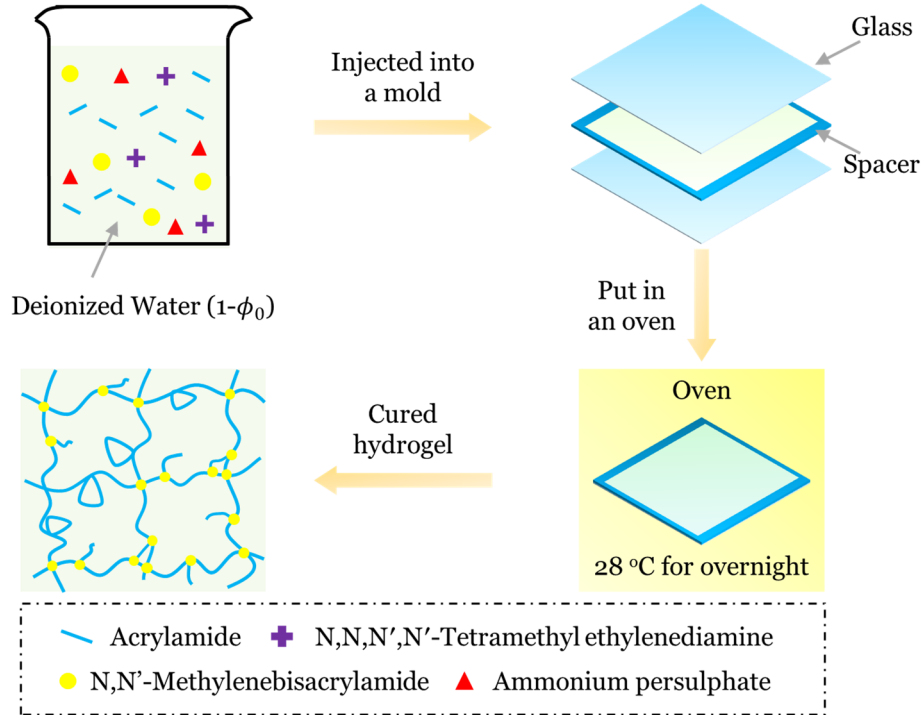 Glass
Injected into
a mold
Spacer
Deionized Water (1-ϕ₀)
Put in
an oven
Oven
Cured
hydrogel
28 ºC for overnight
Acrylamide
N,N,N′,N′-Tetramethyl ethylenediamine
N,N’-Methylenebisacrylamide
Ammonium persulphate